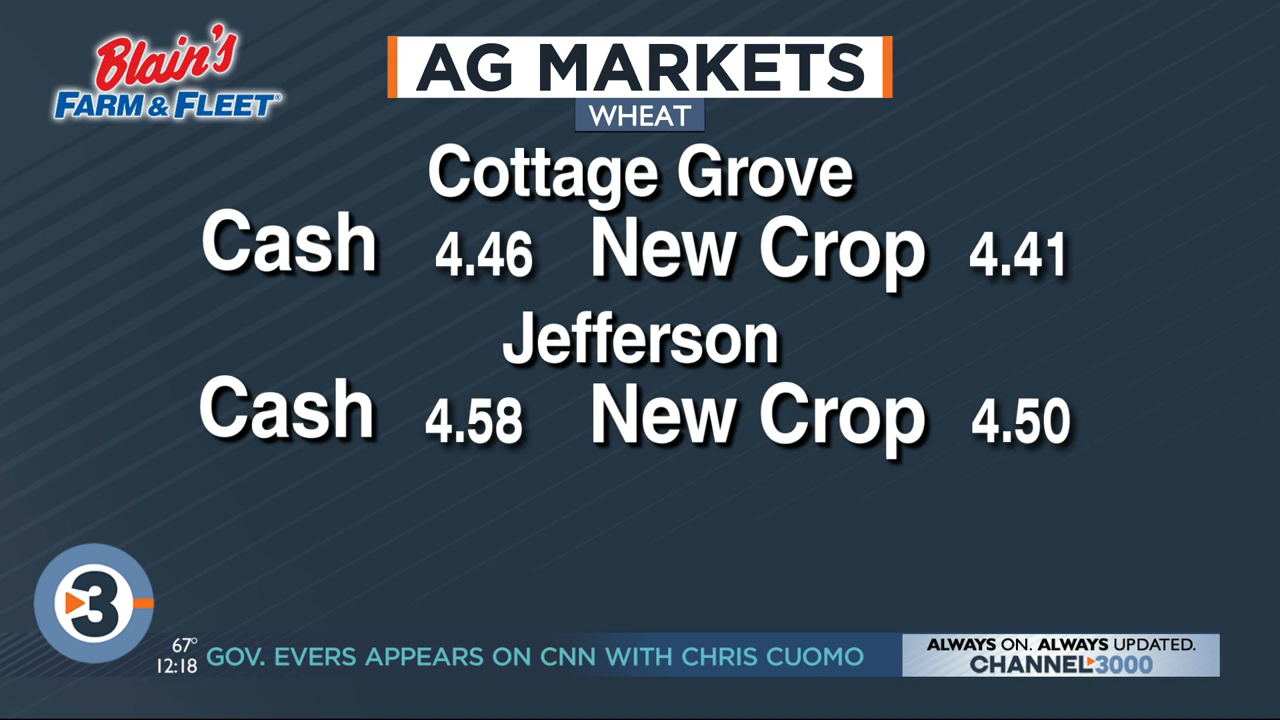 Blain's
FARM & FLEET®
AG MARKETS
WHEAT
Cottage Grove
Cash 4.46 New Crop 4.41
Jefferson
Cash 4.58 New Crop 4.50
3
67°
12:18
GOV. EVERS APPEARS ON CNN WITH CHRIS CUOMO
ALWAYS ON. ALWAYS UPDATED.
CHANNEL3000